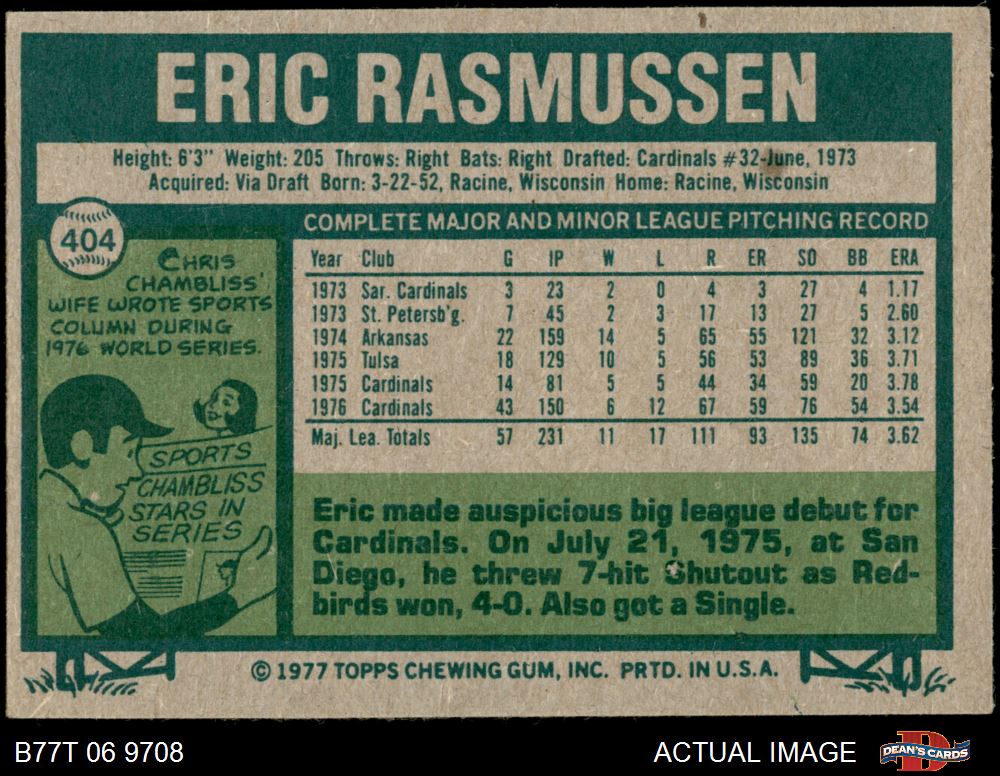 ERIC RASMUSSEN
Height: 6'3" Weight: 205 Throws: Right Bats: Right Drafted: Cardinals #32-June, 1973
Acquired: Via Draft Born: 3-22-52, Racine, Wisconsin Home: Racine, Wisconsin
404
CHRIS
CHAMBLISS'
WIFE WROTE SPORTS
COLUMN DURING
1976 WORLD SERIES.
SPORTS
CHAMBLISS
STARS IN
SERIES
COMPLETE MAJOR AND MINOR LEAGUE PITCHING RECORD
Year Club G IP W L R ER SO BB ERA
1973 Sar. Cardinals 3 23 2 0 4 3 27 4 1.17
1973 St. Petersb'g. 7 45 2 3 17 13 27 5 2.60
1974 Arkansas 22 159 14 5 65 55 121 32 3.12
1975 Tulsa 18 129 10 5 56 53 89 36 3.71
1975 Cardinals 14 81 5 5 44 34 59 20 3.78
1976 Cardinals 43 150 6 12 67 59 76 54 3.54
Maj. Lea. Totals 57 231 11 17 111 93 135 74 3.62
Eric made auspicious big league debut for
Cardinals. On July 21, 1975, at San
Diego, he threw 7-hit Shutout as Red-
birds won, 4-0. Also got a Single.
© 1977 TOPPS CHEWING GUM, INC. PRTD. IN U.S.A.
B77T 06 9708
ACTUAL IMAGE
DEAN'S CARDS